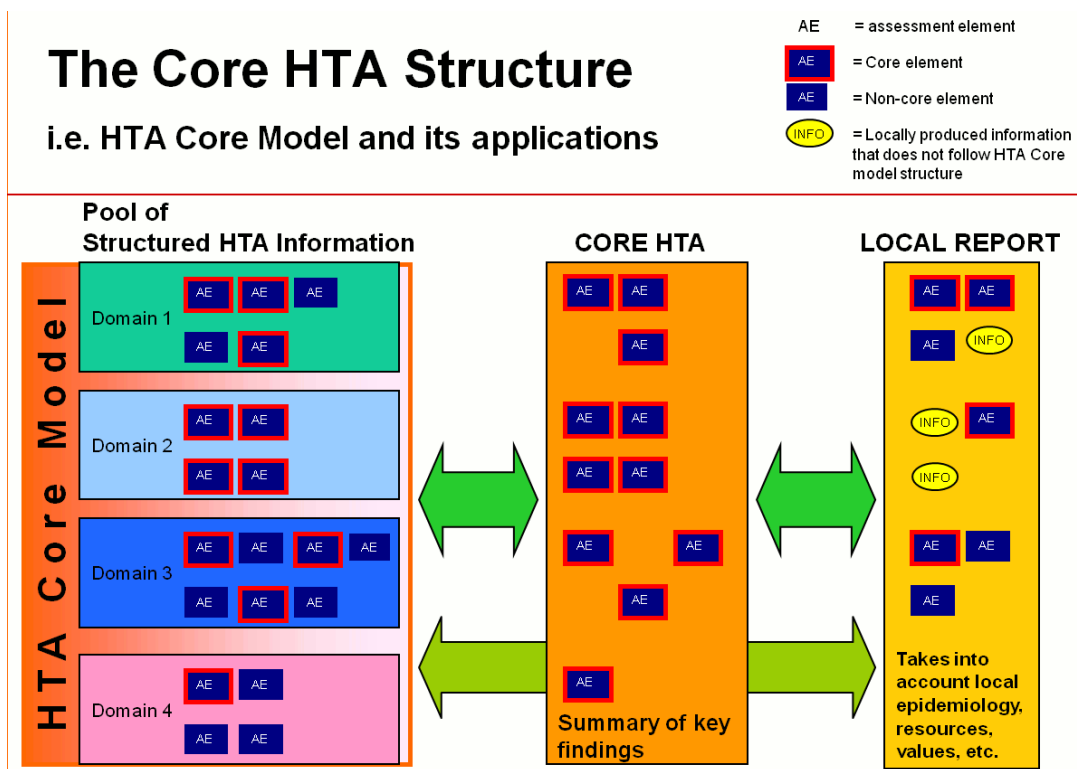 The Core HTA Structure
i.e. HTA Core Model and its applications
AE = assessment element
AE = Core element
AE = Non-core element
INFO = Locally produced information
that does not follow HTA Core
model structure
Pool of
Structured HTA Information
CORE HTA
LOCAL REPORT
HTA Core Model
Domain 1
AE AE AE
AE AE
Domain 2
AE AE
AE AE
Domain 3
AE AE AE AE
AE AE AE
Domain 4
AE AE
AE AE
AE AE
AE
AE AE
AE AE
AE AE
AE
AE
Summary of key
findings
AE AE
AE INFO
INFO AE
INFO
AE AE
AE
Takes into
account local
epidemiology,
resources,
values, etc.